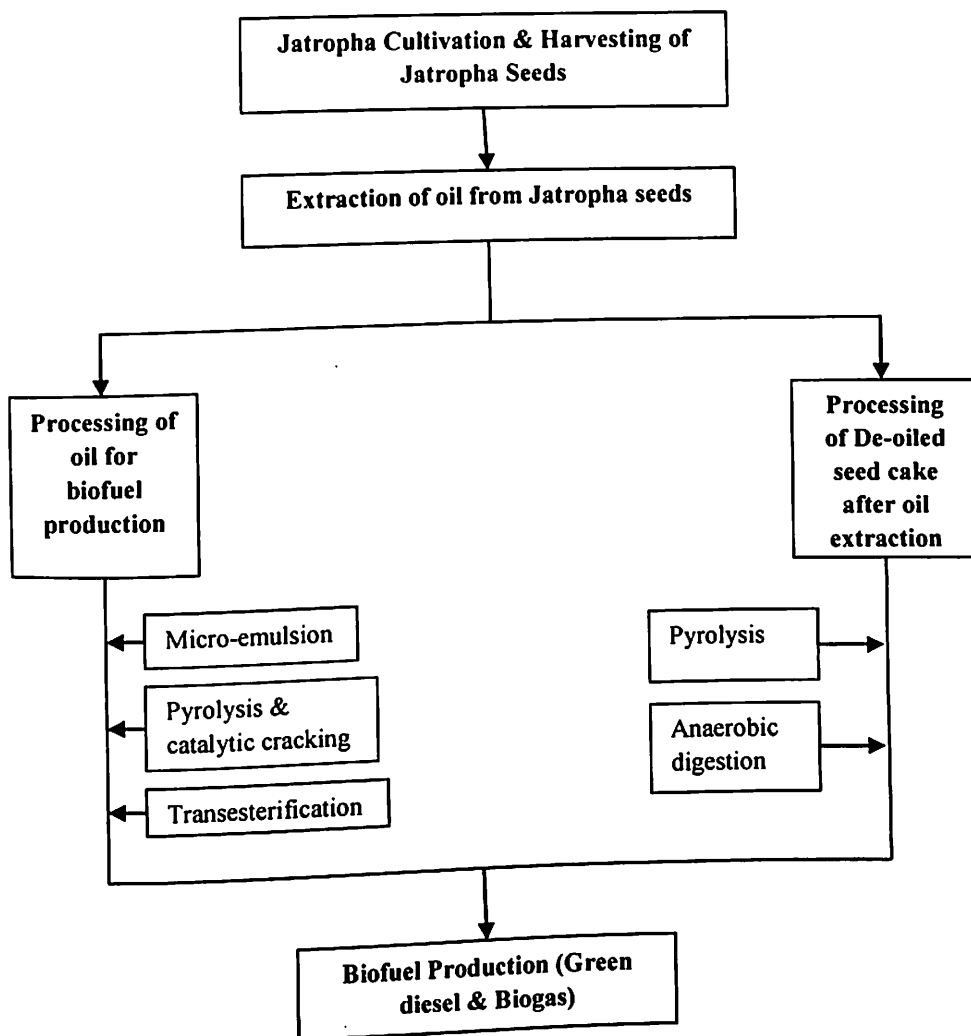 Jatropha Cultivation & Harvesting of
Jatropha Seeds
Extraction of oil from Jatropha seeds
Processing of
oil for
biofuel
production
Processing
of De-oiled
seed cake
after oil
extraction
Micro-emulsion
Pyrolysis &
catalytic cracking
Transesterification
Pyrolysis
Anaerobic
digestion
Biofuel Production (Green
diesel & Biogas)